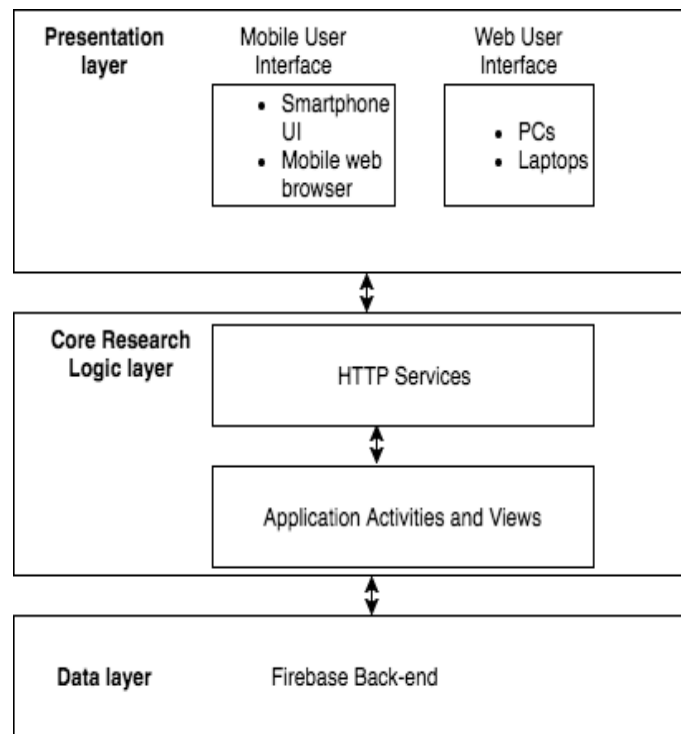 Presentation
layer
Mobile User
Interface
• Smartphone
UI
• Mobile web
browser
Web User
Interface
• PCs
• Laptops
Core Research
Logic layer
HTTP Services
Application Activities and Views
Data layer
Firebase Back-end